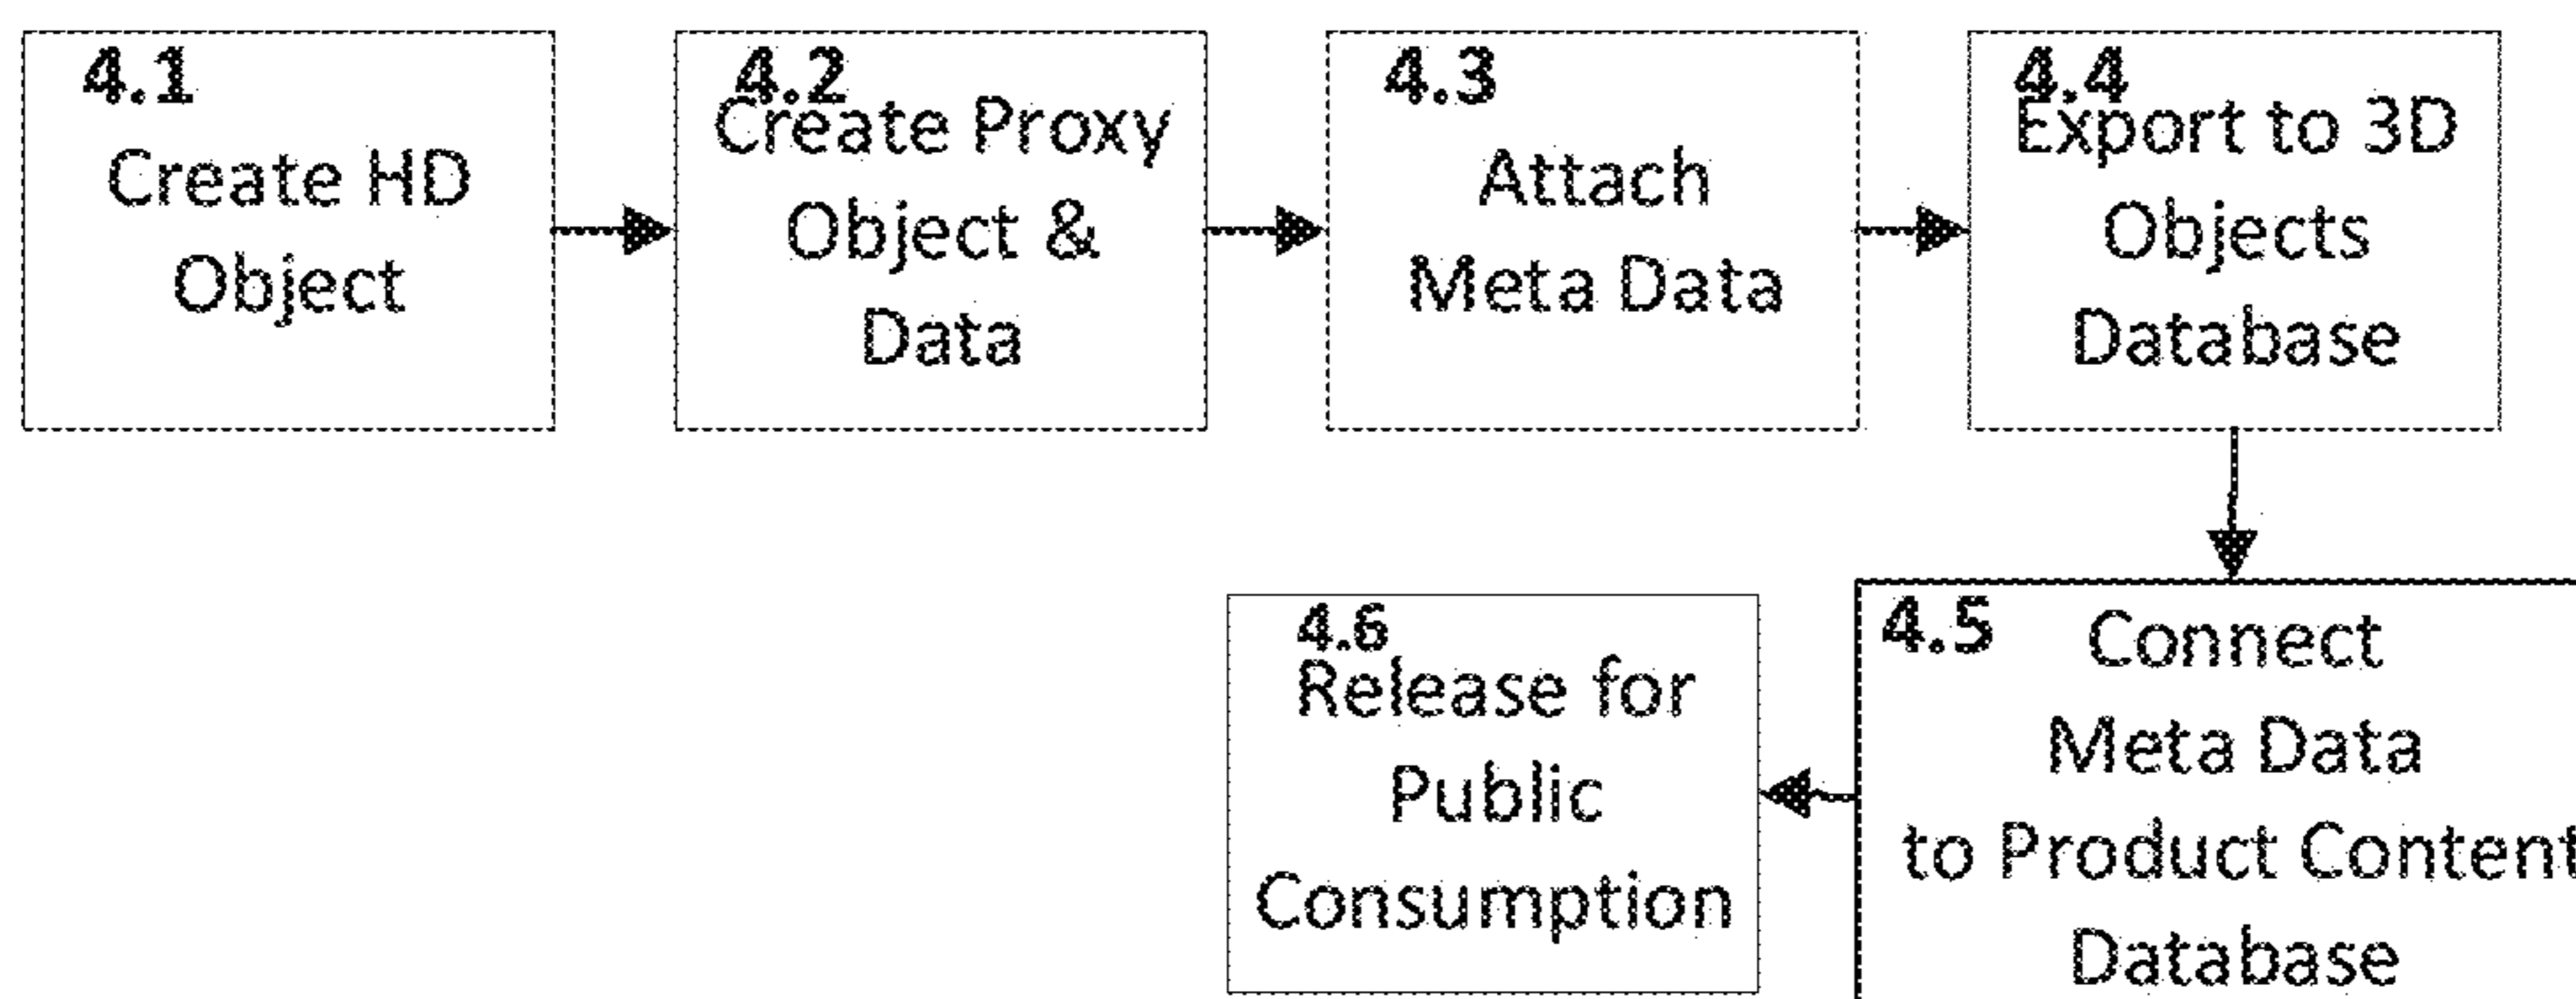 4.1
Create HD
Object
4.2
Create Proxy
Object &
Data
4.3
Attach
Meta Data
4.4
Export to 3D
Objects
Database
4.5 Connect
Meta Data
to Product Content
Database
4.6
Release for
Public
Consumption